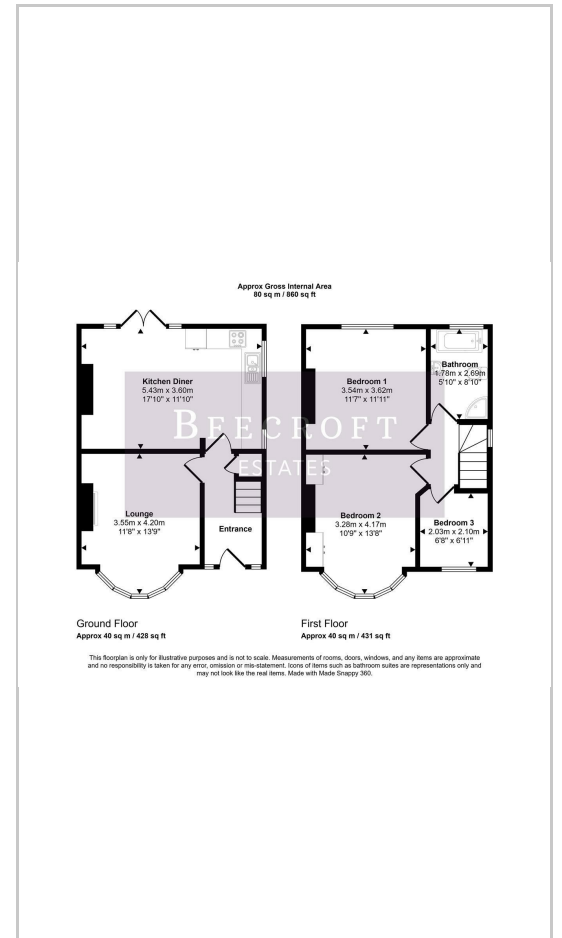 Approx Gross Internal Area
80 sq m / 860 sq ft
Kitchen Diner
5.43m x 3.60m
17'10" x 11'10"
Lounge
3.55m x 4.20m
11'8" x 13'9"
Entrance
Bedroom 1
3.54m x 3.62m
11'7" x 11'11"
Bathroom
1.78m x 2.69m
5'10" x 8'10"
Bedroom 2
3.28m x 4.17m
10'9" x 13'8"
Bedroom 3
2.03m x 2.10m
6'8" x 6'11"
BEECROFT
ESTATES
Ground Floor
Approx 40 sq m / 428 sq ft
First Floor
Approx 40 sq m / 431 sq ft
This floorplan is only for illustrative purposes and is not to scale. Measurements of rooms, doors, windows, and any items are approximate
and no responsibility is taken for any error, omission or mis-statement. Icons of items such as bathroom suites are representations only and
may not look like the real items. Made with Made Snappy 360.